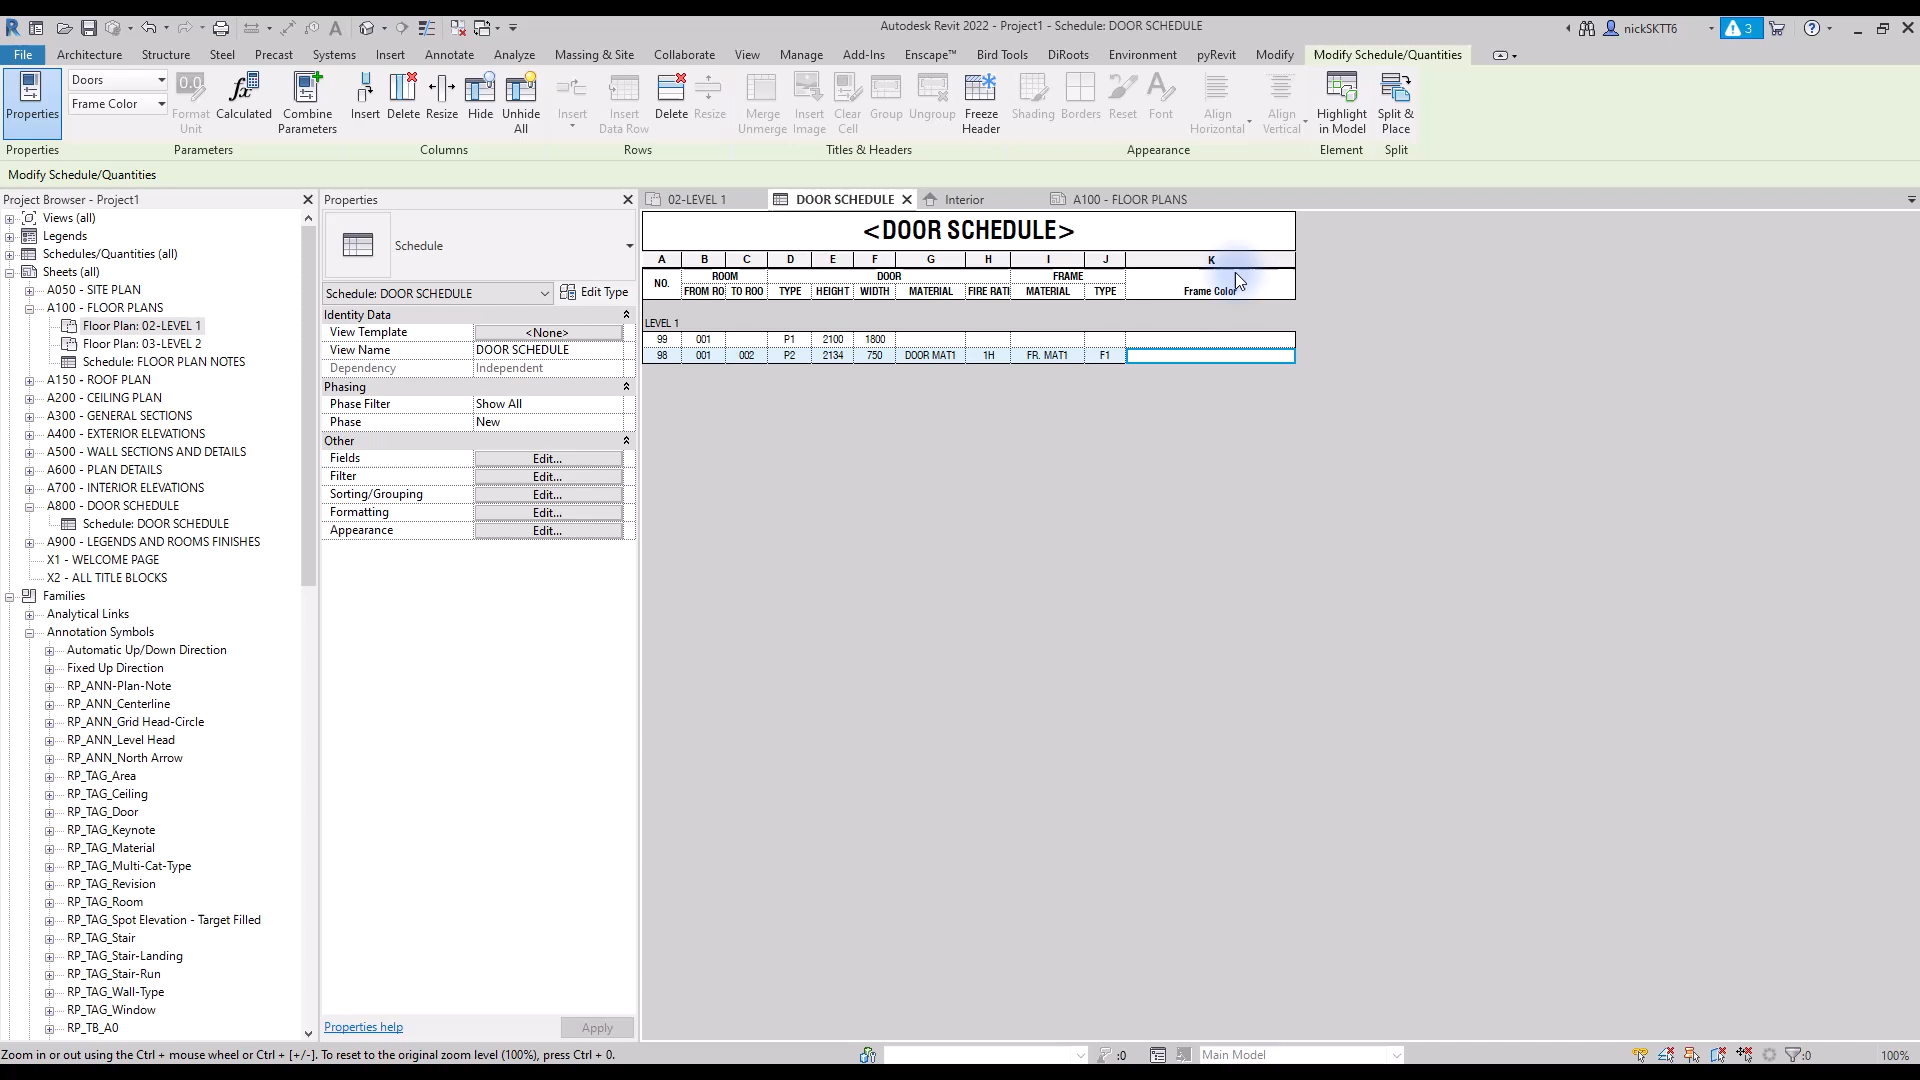 Autodesk Revit 2022 - Project1 - Schedule: DOOR SCHEDULE
nickSKTT6
3
File Architecture Structure Steel Precast Systems Insert Annotate Analyze Massing & Site Collaborate View Manage Add-Ins Enscape™ Bird Tools DiRoots Environment pyRevit Modify Modify Schedule/Quantities
Properties
Doors
Frame Color
Format Unit
Calculated
Combine Parameters
Insert
Delete
Resize
Hide
Unhide All
Insert
Insert Data Row
Delete
Resize
Merge Unmerge
Insert Image
Clear Cell
Group
Ungroup
Freeze Header
Shading
Borders
Reset
Font
Align Horizontal
Align Vertical
Highlight in Model
Split & Place
Properties Parameters Columns Rows Titles & Headers Appearance Element Split
Modify Schedule/Quantities
Project Browser - Project1
Views (all)
Legends
Schedules/Quantities (all)
Sheets (all)
A050 - SITE PLAN
A100 - FLOOR PLANS
Floor Plan: 02-LEVEL 1
Floor Plan: 03-LEVEL 2
Schedule: FLOOR PLAN NOTES
A150 - ROOF PLAN
A200 - CEILING PLAN
A300 - GENERAL SECTIONS
A400 - EXTERIOR ELEVATIONS
A500 - WALL SECTIONS AND DETAILS
A600 - PLAN DETAILS
A700 - INTERIOR ELEVATIONS
A800 - DOOR SCHEDULE
Schedule: DOOR SCHEDULE
A900 - LEGENDS AND ROOMS FINISHES
X1 - WELCOME PAGE
X2 - ALL TITLE BLOCKS
Families
Analytical Links
Annotation Symbols
Automatic Up/Down Direction
Fixed Up Direction
RP_ANN-Plan-Note
RP_ANN_Centerline
RP_ANN_Grid Head-Circle
RP_ANN_Level Head
RP_ANN_North Arrow
RP_TAG_Area
RP_TAG_Ceiling
RP_TAG_Door
RP_TAG_Keynote
RP_TAG_Material
RP_TAG_Multi-Cat-Type
RP_TAG_Revision
RP_TAG_Room
RP_TAG_Spot Elevation - Target Filled
RP_TAG_Stair
RP_TAG_Stair-Landing
RP_TAG_Stair-Run
RP_TAG_Wall-Type
RP_TAG_Window
RP_TB_A0
Properties
Schedule
Schedule: DOOR SCHEDULE Edit Type
Identity Data
View Template <None>
View Name DOOR SCHEDULE
Dependency Independent
Phasing
Phase Filter Show All
Phase New
Other
Fields Edit...
Filter Edit...
Sorting/Grouping Edit...
Formatting Edit...
Appearance Edit...
Properties help Apply
02-LEVEL 1 DOOR SCHEDULE Interior A100 - FLOOR PLANS
<DOOR SCHEDULE>
A B C D E F G H I J K
NO. ROOM DOOR FRAME
FROM RO TO ROO TYPE HEIGHT WIDTH MATERIAL FIRE RATI MATERIAL TYPE Frame Color
LEVEL 1
99 001 P1 2100 1800
98 001 002 P2 2134 750 DOOR MAT1 1H FR. MAT1 F1
Zoom in or out using the Ctrl + mouse wheel or Ctrl + [+/-]. To reset to the original zoom level (100%), press Ctrl + 0.
:0 Main Model :0 100%